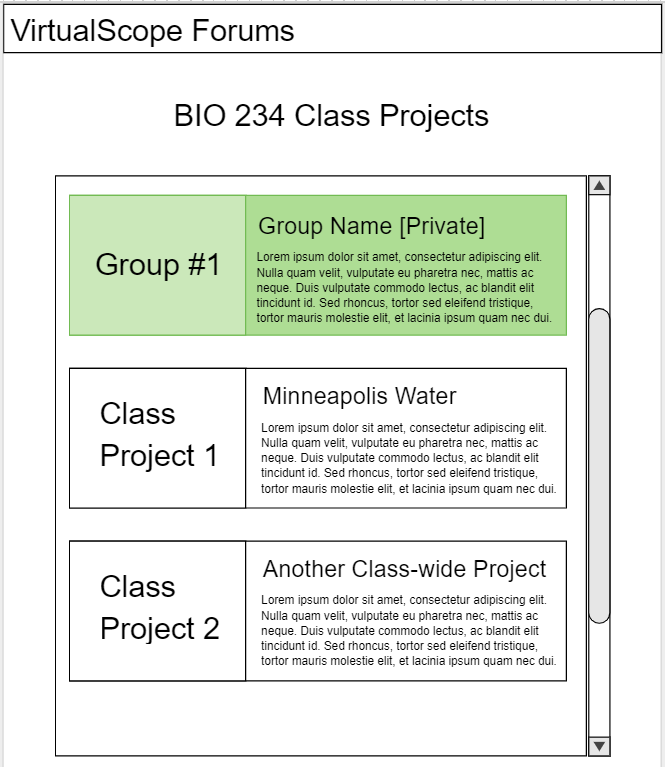 VirtualScope Forums
BIO 234 Class Projects
Group #1
Group Name [Private]
Lorem ipsum dolor sit amet, consectetur adipiscing elit.
Nulla quam velit, vulputate eu pharetra nec, mattis ac
neque. Duis vulputate commodo lectus, ac blandit elit
tincidunt id. Sed rhoncus, tortor sed eleifend tristique,
tortor mauris molestie elit, et lacinia ipsum quam nec dui.
Class
Project 1
Minneapolis Water
Lorem ipsum dolor sit amet, consectetur adipiscing elit.
Nulla quam velit, vulputate eu pharetra nec, mattis ac
neque. Duis vulputate commodo lectus, ac blandit elit
tincidunt id. Sed rhoncus, tortor sed eleifend tristique,
tortor mauris molestie elit, et lacinia ipsum quam nec dui.
Class
Project 2
Another Class-wide Project
Lorem ipsum dolor sit amet, consectetur adipiscing elit.
Nulla quam velit, vulputate eu pharetra nec, mattis ac
neque. Duis vulputate commodo lectus, ac blandit elit
tincidunt id. Sed rhoncus, tortor sed eleifend tristique,
tortor mauris molestie elit, et lacinia ipsum quam nec dui.